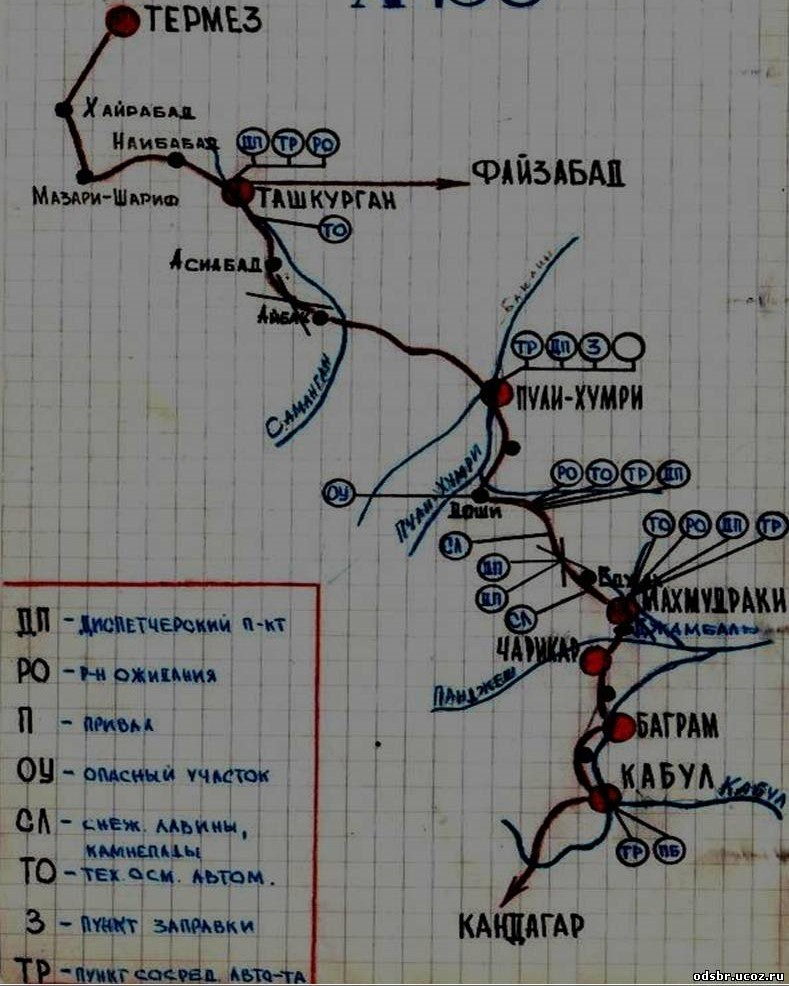 ТЕРМЕЗ
ХАЙРАБАД
НАИБАБАД
МАЗАРИ-ШАРИФ
ДП ТР РО
ТАШКУРГАН
ФАЙЗАБАД
ТО
АСИАБАД
АЙБАК
САМАНГАН
ТР ДП З
ПУЛИ-ХУМРИ
ПУЛИ-ХУМРИ
ОУ
ДОШИ
РО ТО ТР ДП
СЛ
ТО РО ДП ТР
ДП
ДП
СЛ
МАХМУДРАКИ
ЧАРИКАР
ПАНДЖЕШ
БАГРАМ
КАБУЛ
КАБУЛ
ТР ПБ
КАНДАГАР
ДП - ДИСПЕТЧЕРСКИЙ П-КТ
РО - Р-Н ОЖИДАНИЯ
П - ПРИВАЛ
ОУ - ОПАСНЫЙ УЧАСТОК
СЛ - СНЕЖ. ЛАВИНЫ,
КАМНЕПАДЫ
ТО - ТЕХ. ОСМ. АВТОМ.
З - ПУНКТ ЗАПРАВКИ
ТР - ПУНКТ СОСРЕД. АВТО-ТА
odsbr.ucoz.ru